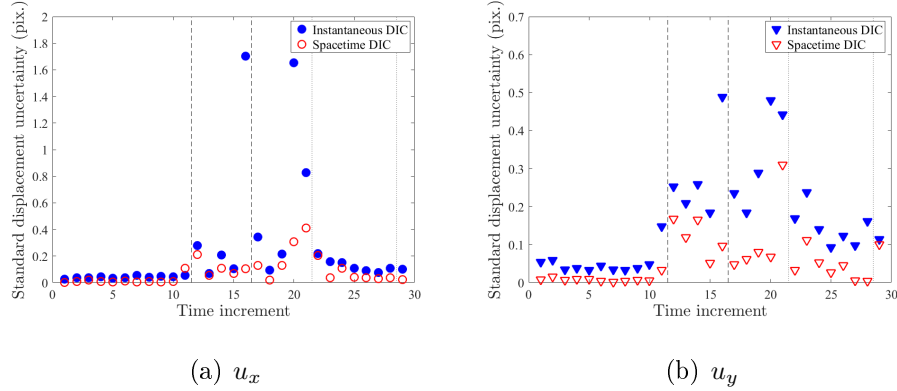 Standard displacement uncertainty (pix.)
2
1.8
1.6
1.4
1.2
1
0.8
0.6
0.4
0.2
0
0 5 10 15 20 25 30
Time increment
Instantaneous DIC
Spacetime DIC
(a) u_x
Standard displacement uncertainty (pix.)
0.7
0.6
0.5
0.4
0.3
0.2
0.1
0
0 5 10 15 20 25 30
Time increment
Instantaneous DIC
Spacetime DIC
(b) u_y